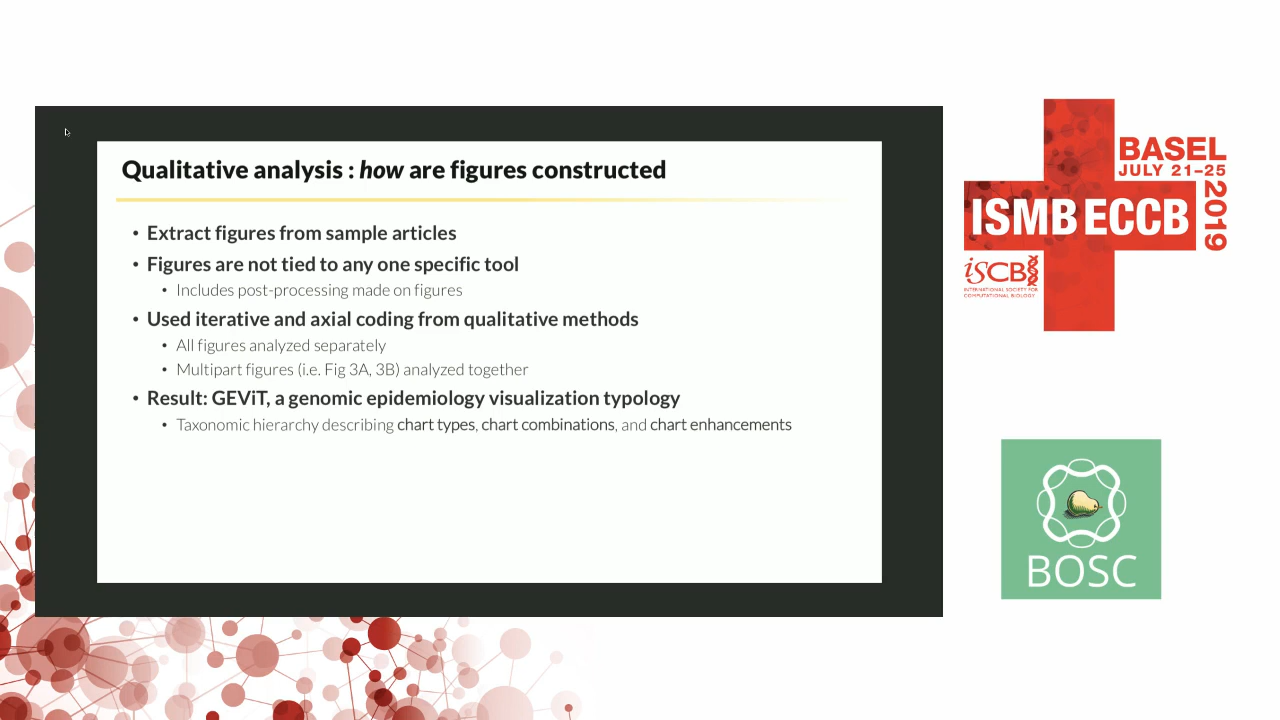 Qualitative analysis : how are figures constructed
• Extract figures from sample articles
• Figures are not tied to any one specific tool
• Includes post-processing made on figures
• Used iterative and axial coding from qualitative methods
• All figures analyzed separately
• Multipart figures (i.e. Fig 3A, 3B) analyzed together
• Result: GEViT, a genomic epidemiology visualization typology
• Taxonomic hierarchy describing chart types, chart combinations, and chart enhancements
BASEL
JULY 21–25
2019
ISMB ECCB
iSCB
INTERNATIONAL SOCIETY FOR
COMPUTATIONAL BIOLOGY
BOSC